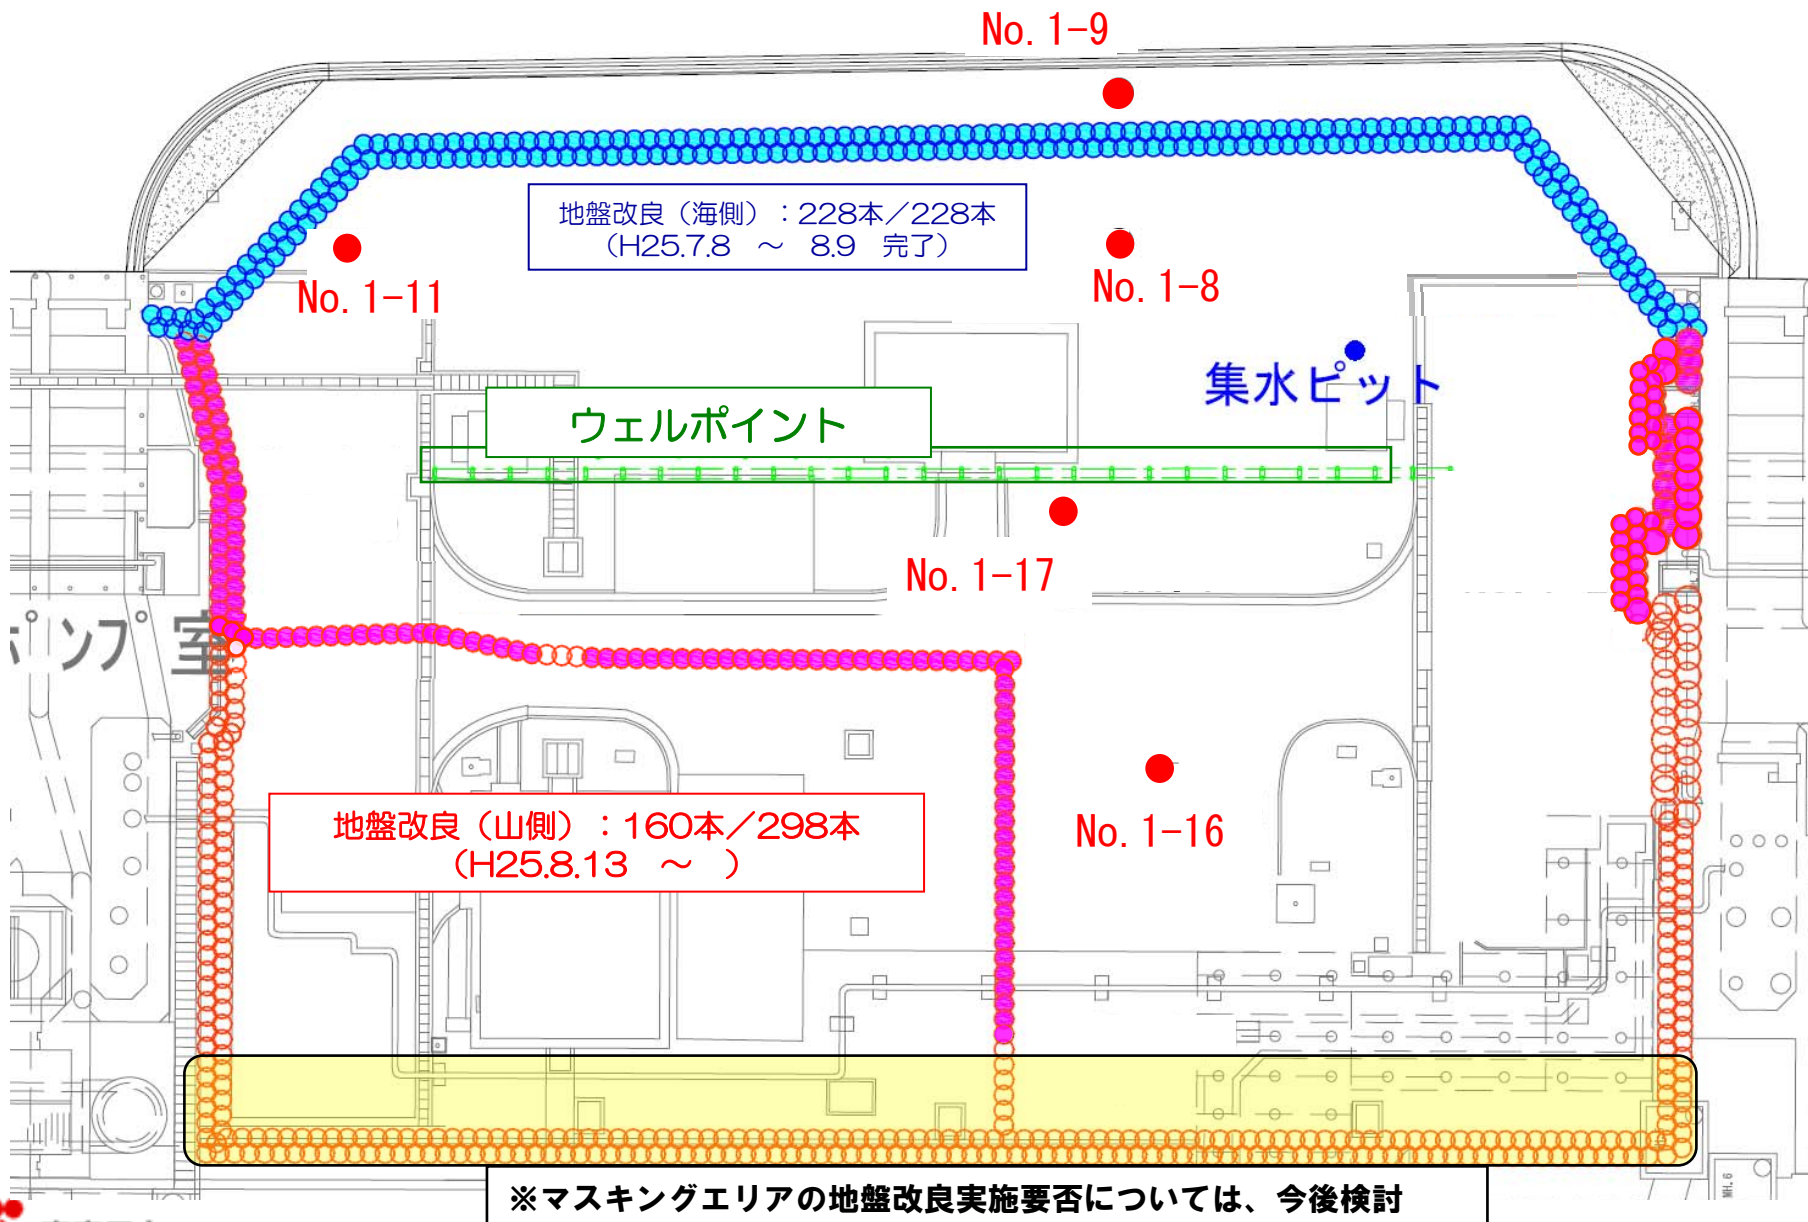 No. 1-9
地盤改良（海側）：228本／228本
（H25.7.8　～　8.9　完了）
No. 1-11
No. 1-8
集水ピット
ウェルポイント
No. 1-17
ポンプ室
地盤改良（山側）：160本／298本
（H25.8.13　～　）
No. 1-16
※マスキングエリアの地盤改良実施要否については、今後検討
MH. 6